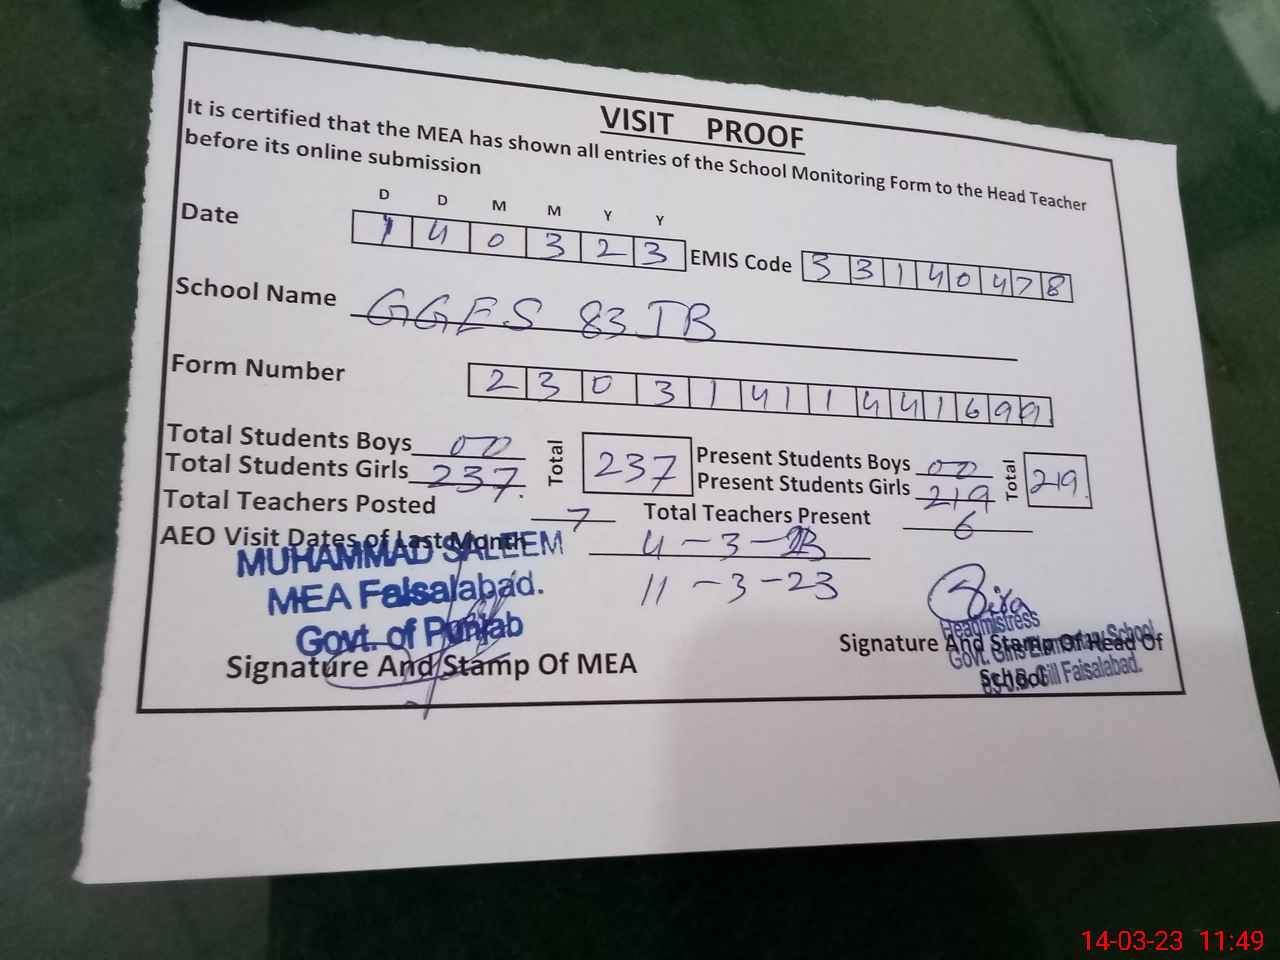 VISIT PROOF
It is certified that the MEA has shown all entries of the School Monitoring Form to the Head Teacher
before its online submission
D D M M Y Y
Date 1 4 0 3 2 3 EMIS Code 3 3 1 4 0 4 7 8
School Name GGES 83 JB
Form Number 2 3 0 3 1 4 1 1 4 4 1 6 9 9
Total Students Boys 00 Total 237 Present Students Boys 00 Total 219
Total Students Girls 237. Present Students Girls 219
Total Teachers Posted 7 Total Teachers Present 6
AEO Visit Dates of Last Month 4-3-23
11-3-23
MUHAMMAD SALEEM
MEA Faisalabad.
Govt. of Punjab
Signature And Stamp Of MEA
Headmistress
Govt. Girls Elementary School
Gill Faisalabad.
Signature And Stamp Of Head Of
School
14-03-23 11:49